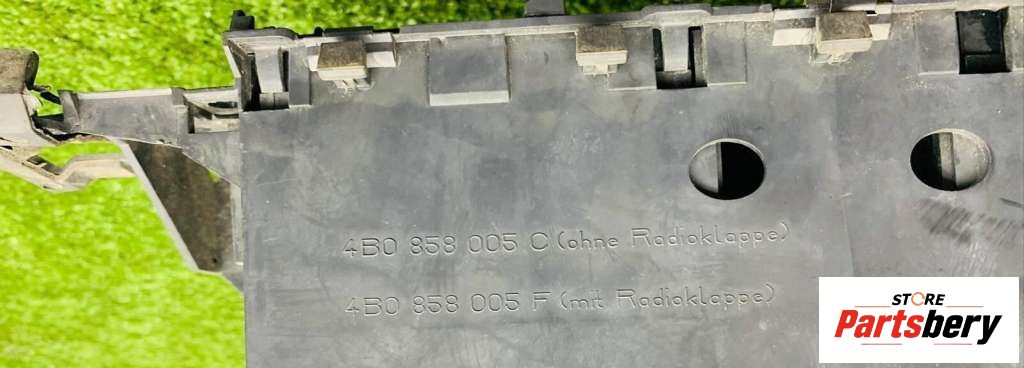 4B0 858 005 C (ohne Radioklappe)
4B0 858 005 F (mit Radioklappe)
STORE
Partsbery